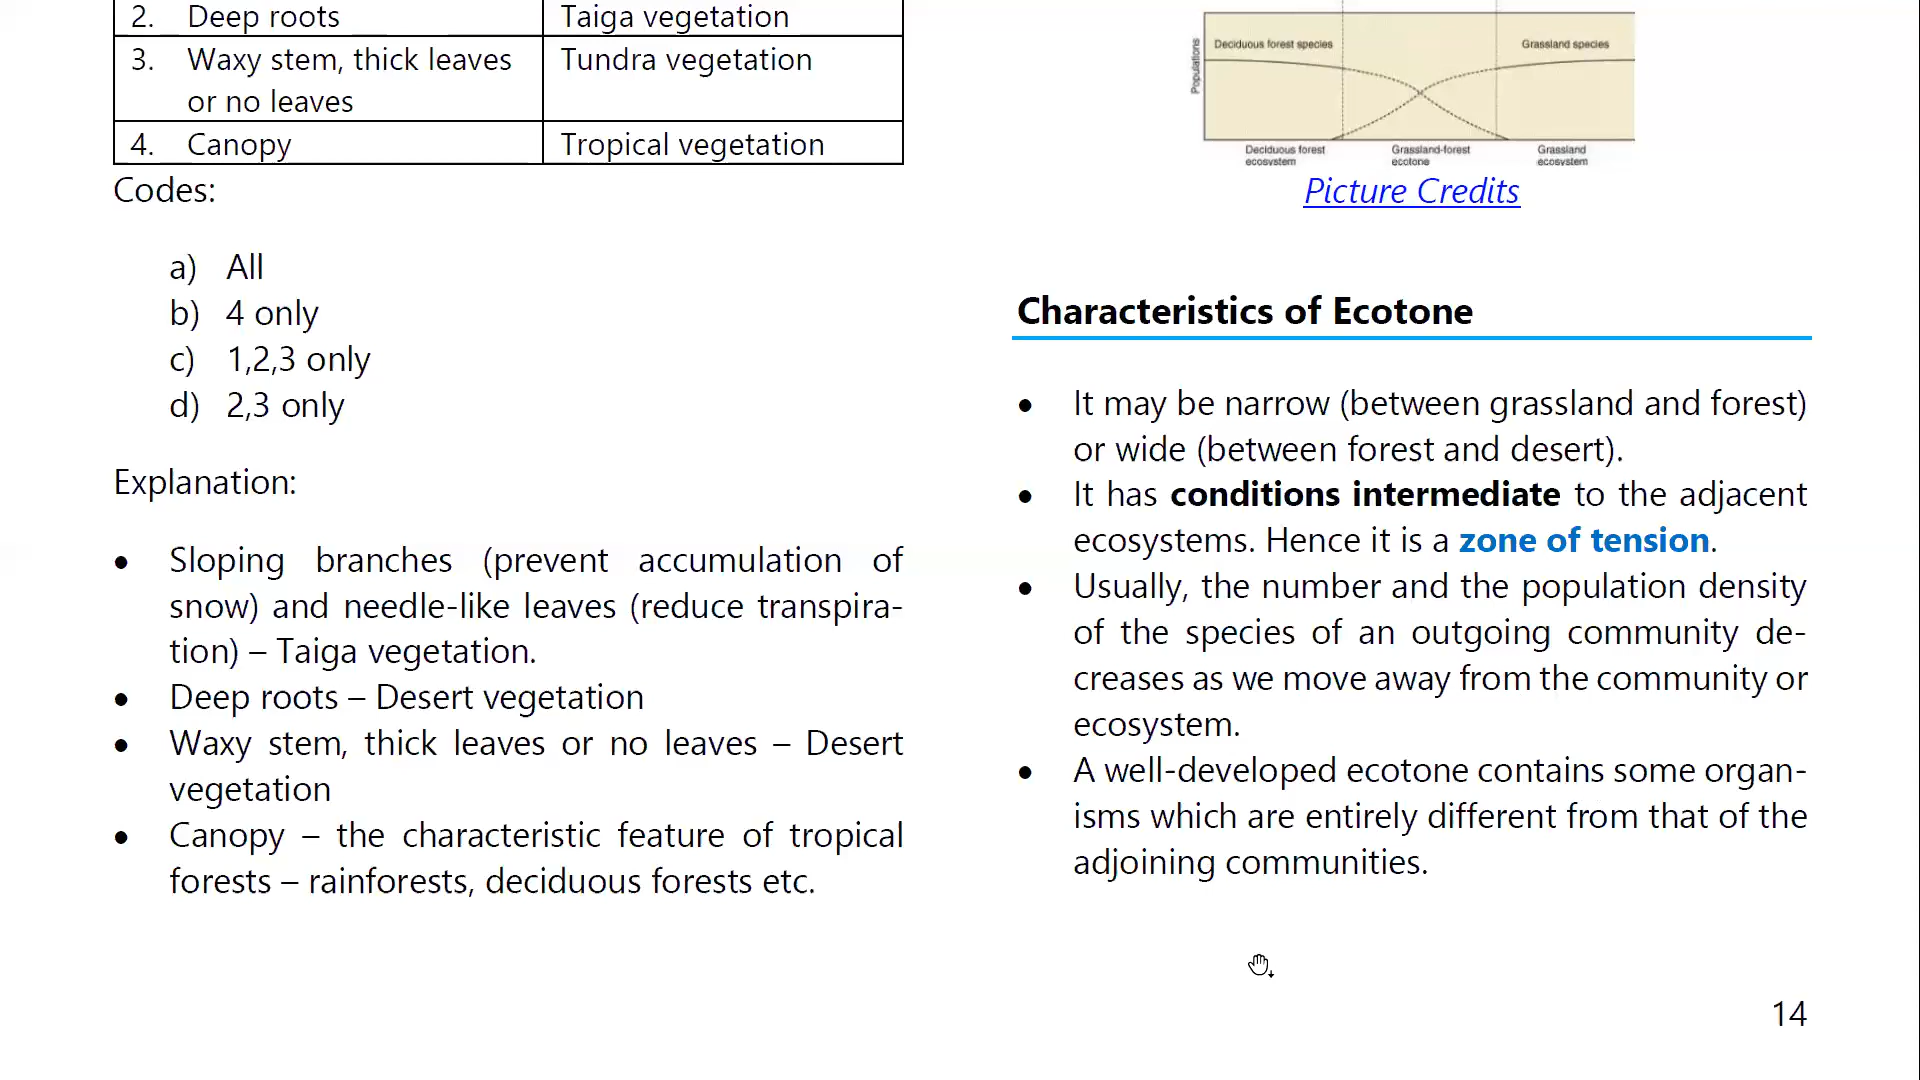 2. Deep roots Taiga vegetation
3. Waxy stem, thick leaves Tundra vegetation
or no leaves
4. Canopy Tropical vegetation
Codes:
a) All
b) 4 only
c) 1,2,3 only
d) 2,3 only
Explanation:
• Sloping branches (prevent accumulation of
snow) and needle-like leaves (reduce transpira-
tion) – Taiga vegetation.
• Deep roots – Desert vegetation
• Waxy stem, thick leaves or no leaves – Desert
vegetation
• Canopy – the characteristic feature of tropical
forests – rainforests, deciduous forests etc.
Populations
Deciduous forest species Grassland species
Deciduous forest Grassland-forest Grassland
ecosystem ecotone ecosystem
Picture Credits
Characteristics of Ecotone
• It may be narrow (between grassland and forest)
or wide (between forest and desert).
• It has conditions intermediate to the adjacent
ecosystems. Hence it is a zone of tension.
• Usually, the number and the population density
of the species of an outgoing community de-
creases as we move away from the community or
ecosystem.
• A well-developed ecotone contains some organ-
isms which are entirely different from that of the
adjoining communities.
14